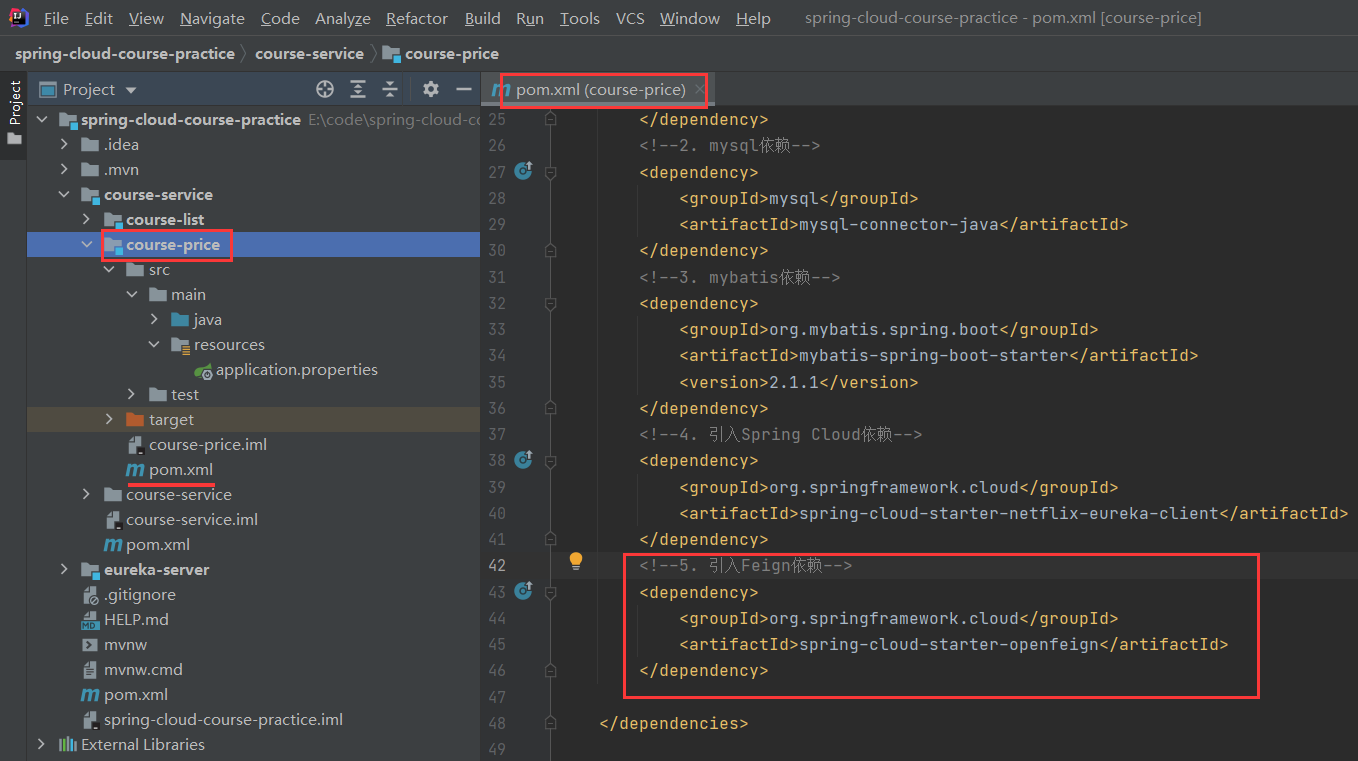 File Edit View Navigate Code Analyze Refactor Build Run Tools VCS Window Help spring-cloud-course-practice - pom.xml [course-price]
spring-cloud-course-practice course-service course-price
Project
Project
spring-cloud-course-practice E:\code\spring-cloud-cc
.idea
.mvn
course-service
course-list
course-price
src
main
java
resources
application.properties
test
target
course-price.iml
pom.xml
course-service
course-service.iml
pom.xml
eureka-server
.gitignore
HELP.md
mvnw
mvnw.cmd
pom.xml
spring-cloud-course-practice.iml
External Libraries
pom.xml (course-price)
25 </dependency>
26 <!--2. mysql依赖-->
27 <dependency>
28 <groupId>mysql</groupId>
29 <artifactId>mysql-connector-java</artifactId>
30 </dependency>
31 <!--3. mybatis依赖-->
32 <dependency>
33 <groupId>org.mybatis.spring.boot</groupId>
34 <artifactId>mybatis-spring-boot-starter</artifactId>
35 <version>2.1.1</version>
36 </dependency>
37 <!--4. 引入Spring Cloud依赖-->
38 <dependency>
39 <groupId>org.springframework.cloud</groupId>
40 <artifactId>spring-cloud-starter-netflix-eureka-client</artifactId>
41 </dependency>
42 <!--5. 引入Feign依赖-->
43 <dependency>
44 <groupId>org.springframework.cloud</groupId>
45 <artifactId>spring-cloud-starter-openfeign</artifactId>
46 </dependency>
47
48 </dependencies>
49